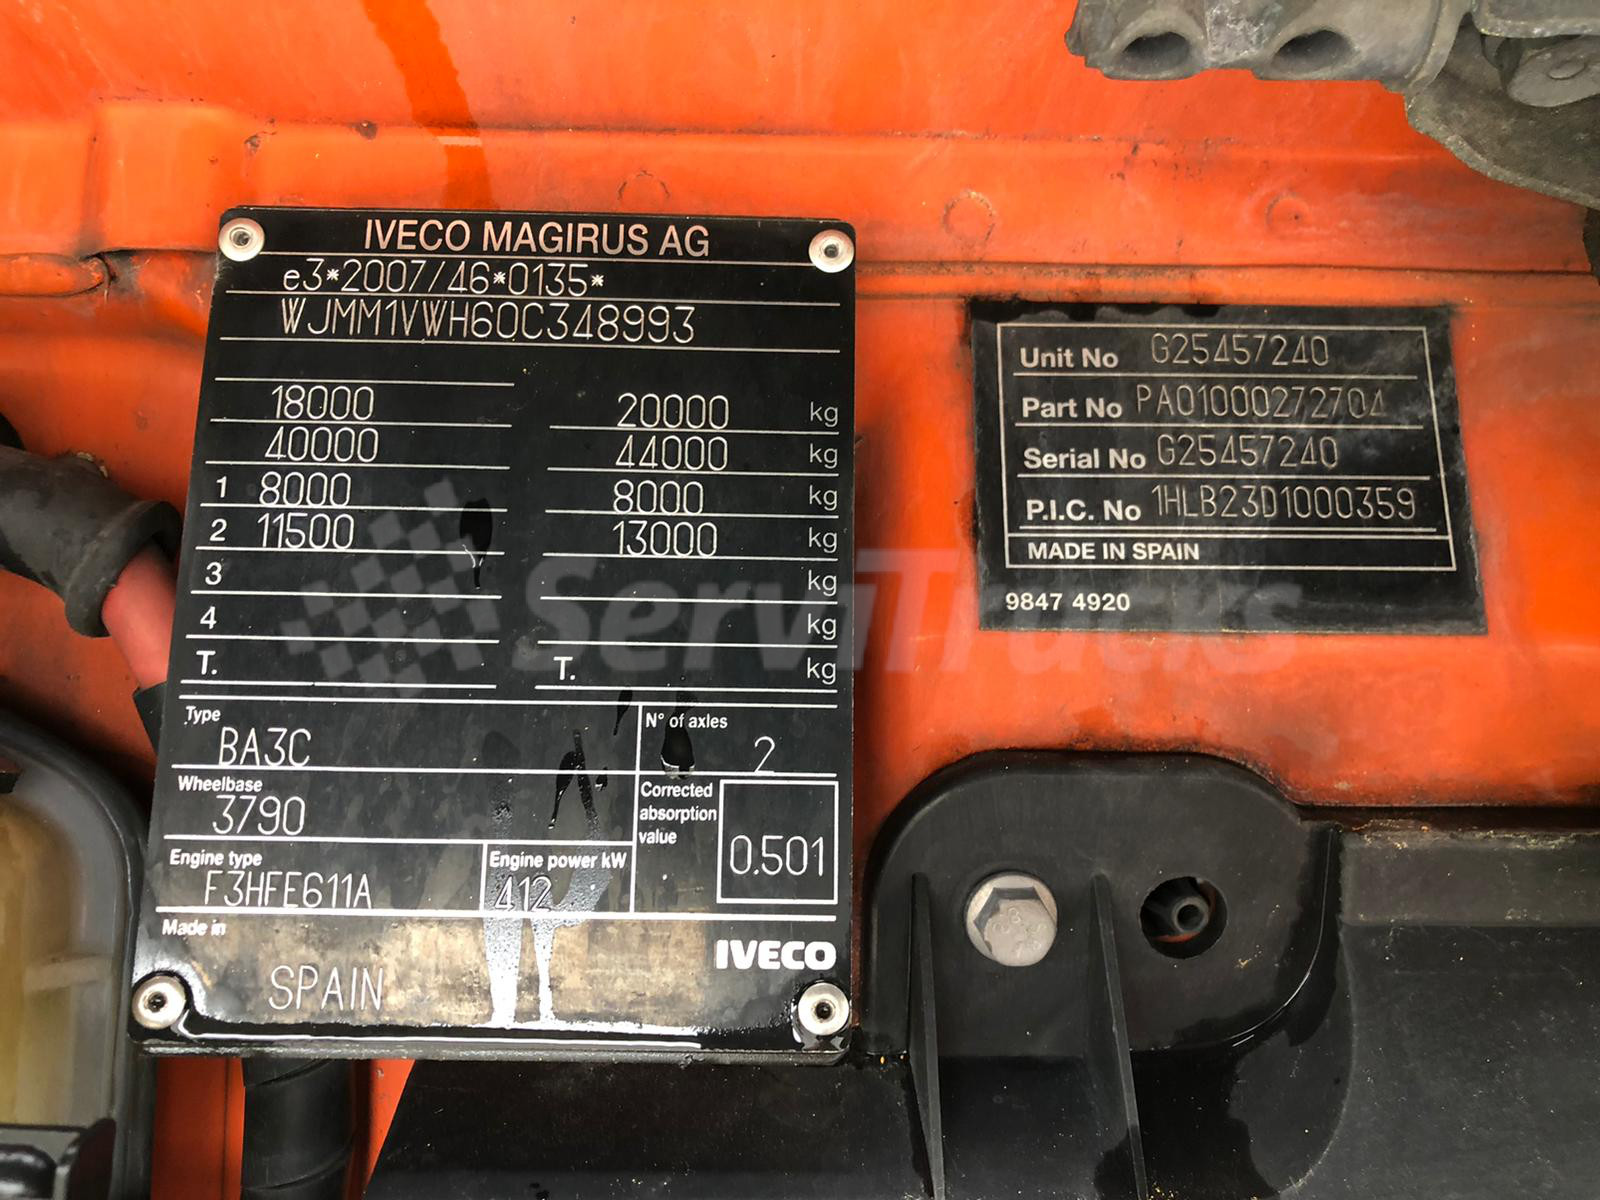 IVECO MAGIRUS AG
e3*2007/46*0135*
WJMM1VWH60C348993
18000 20000 kg
40000 44000 kg
1 8000 8000 kg
2 11500 13000 kg
3 kg
4 kg
T. T. kg
Type
BA3C
N° of axles
2
Wheelbase
3790
Corrected
absorption
value
0.501
Engine type
F3HFE611A
Engine power kW
412
Made in
SPAIN
IVECO
Unit No G25457240
Part No PA01000272704
Serial No G25457240
P.I.C. No 1HLB23D1000359
MADE IN SPAIN
9847 4920
ServiTrucks